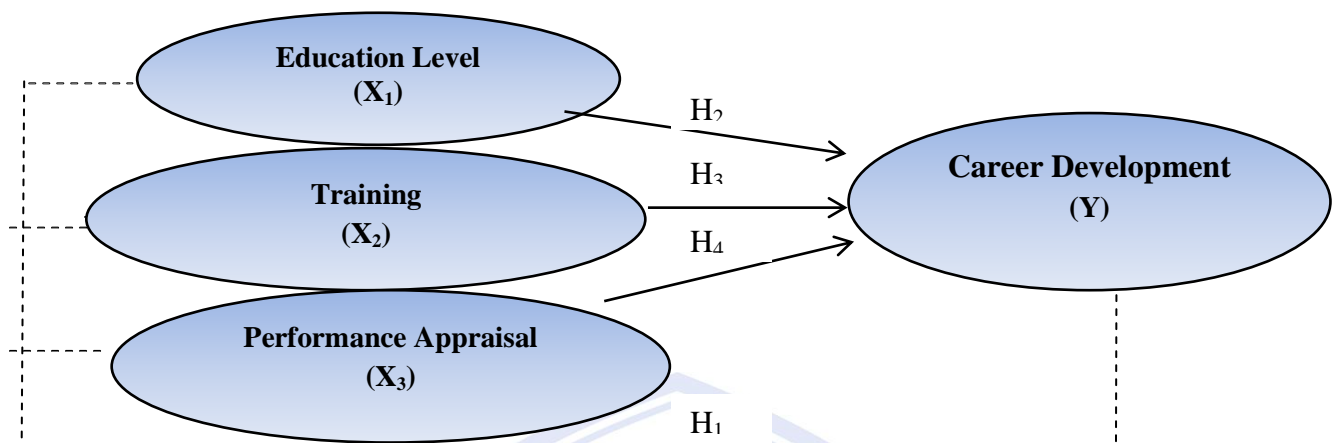 Education Level
(X₁)
H₂
Career Development
(Y)
Training
(X₂)
H₃
H₄
Performance Appraisal
(X₃)
H₁